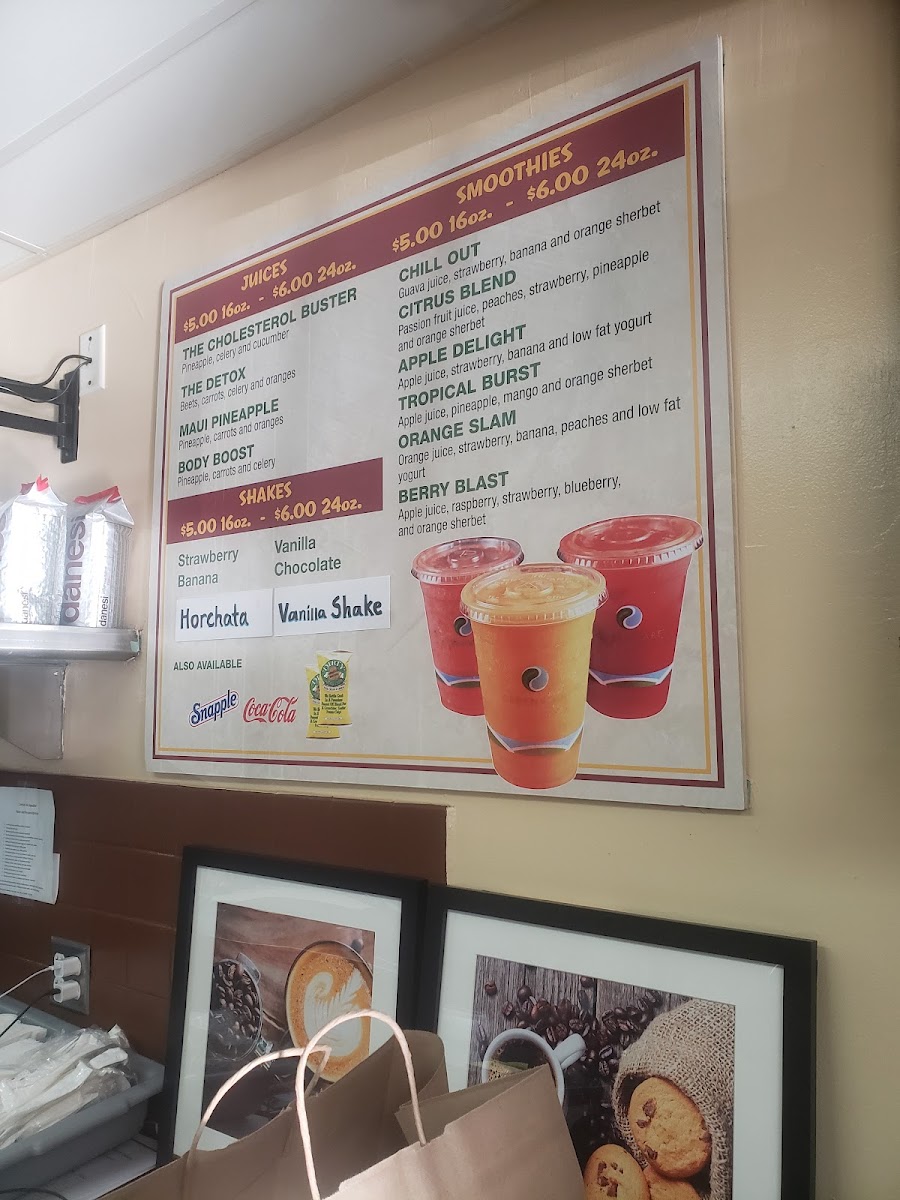 JUICES
$5.00 16oz. - $6.00 24oz.
THE CHOLESTEROL BUSTER
Pineapple, celery and cucumber
THE DETOX
Beets, carrots, celery and oranges
MAUI PINEAPPLE
Pineapple, carrots and oranges
BODY BOOST
Pineapple, carrots and celery
SHAKES
$5.00 16oz. - $6.00 24oz.
Strawberry
Banana
Vanilla
Chocolate
Horchata
Vanilla Shake
ALSO AVAILABLE
Snapple
Coca-Cola
SMOOTHIES
$5.00 16oz. - $6.00 24oz.
CHILL OUT
Guava juice, strawberry, banana and orange sherbet
CITRUS BLEND
Passion fruit juice, peaches, strawberry, pineapple
and orange sherbet
APPLE DELIGHT
Apple juice, strawberry, banana and low fat yogurt
TROPICAL BURST
Apple juice, pineapple, mango and orange sherbet
ORANGE SLAM
Orange juice, strawberry, banana, peaches and low fat
yogurt
BERRY BLAST
Apple juice, raspberry, strawberry, blueberry,
and orange sherbet
danesi
danesi